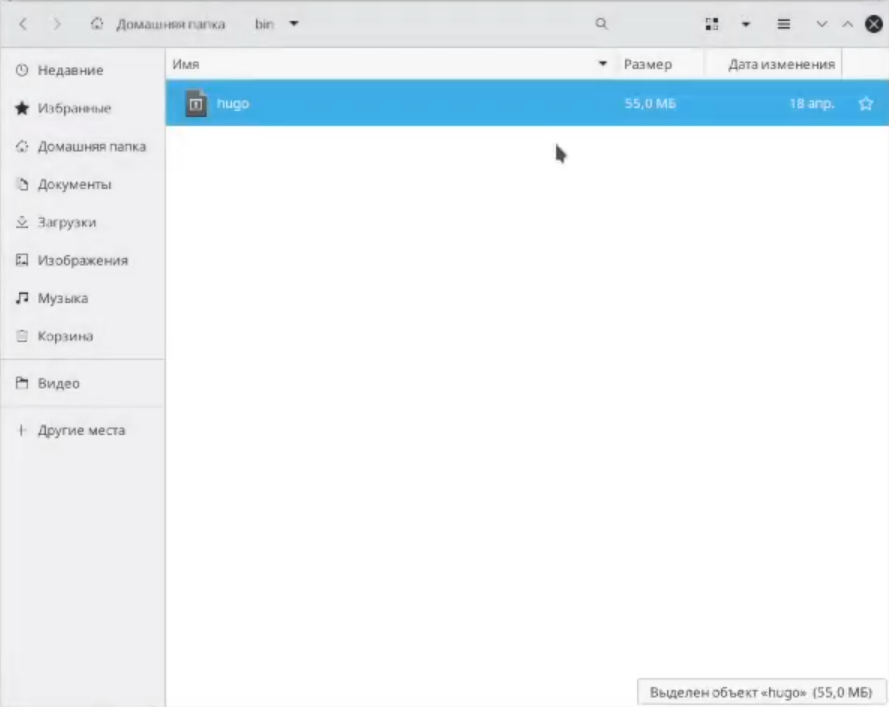 Домашняя папка bin
Имя Размер Дата изменения
hugo 55,0 МБ 18 апр.
Недавние
Избранные
Домашняя папка
Документы
Загрузки
Изображения
Музыка
Корзина
Видео
Другие места
Выделен объект «hugo» (55,0 МБ)